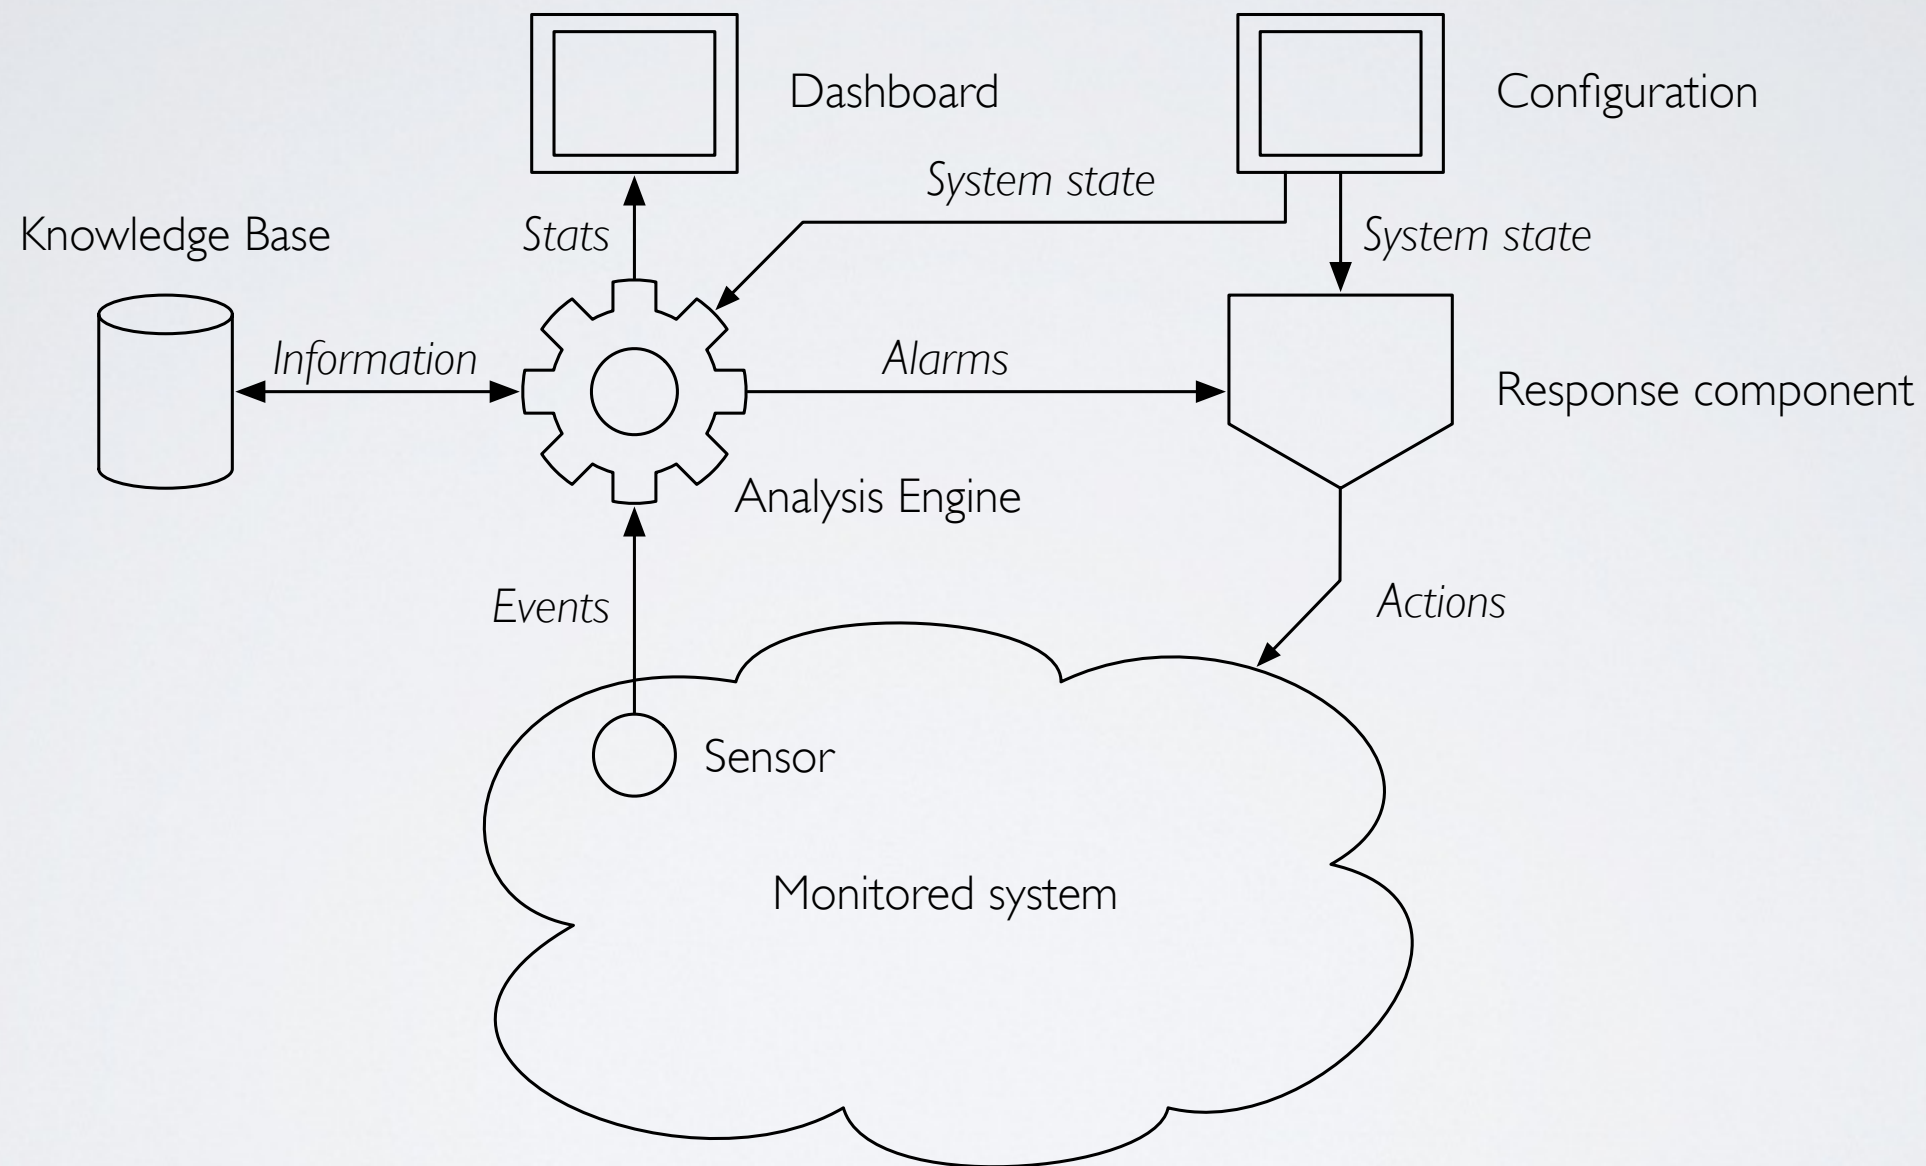 Dashboard
Configuration
System state
Knowledge Base
Stats
System state
Information
Alarms
Response component
Analysis Engine
Events
Actions
Sensor
Monitored system